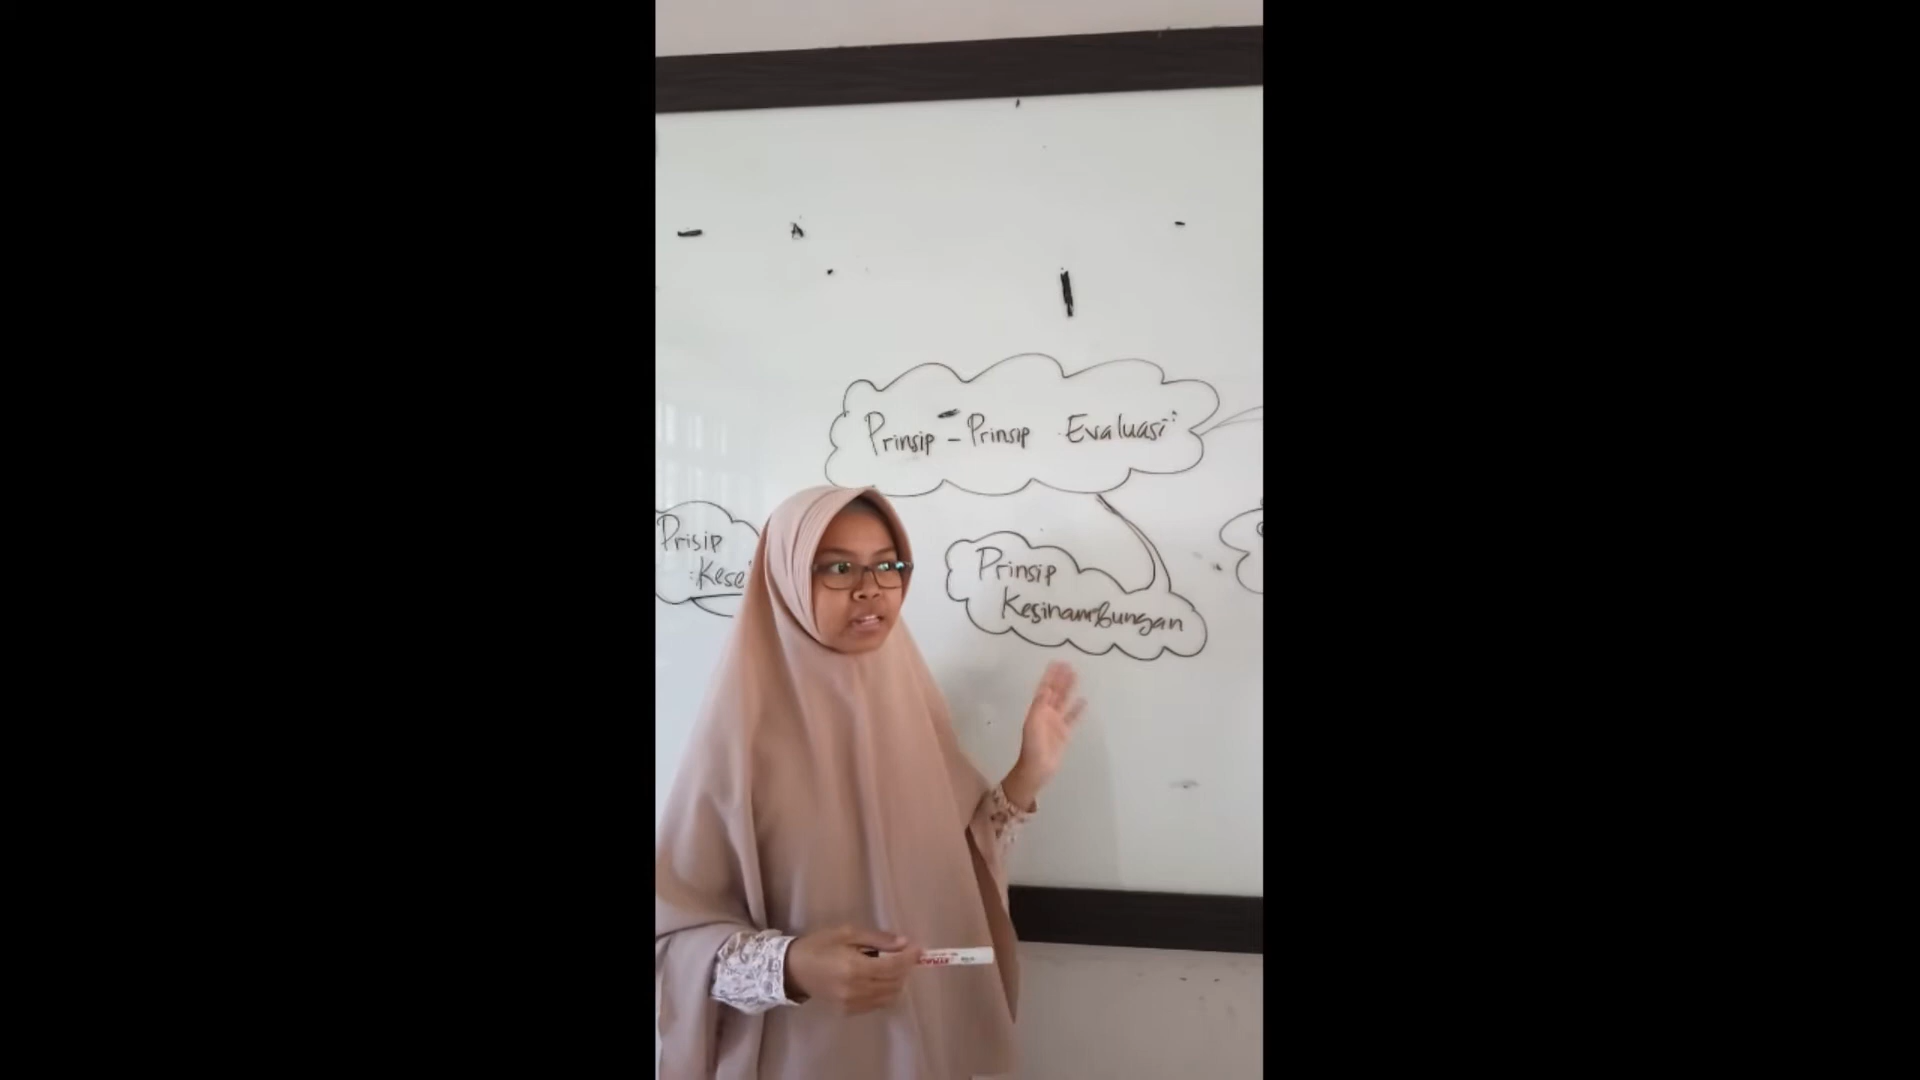 Prinsip - Prinsip Evaluasi
Prisip
Kese
Prinsip
Kesinambungan